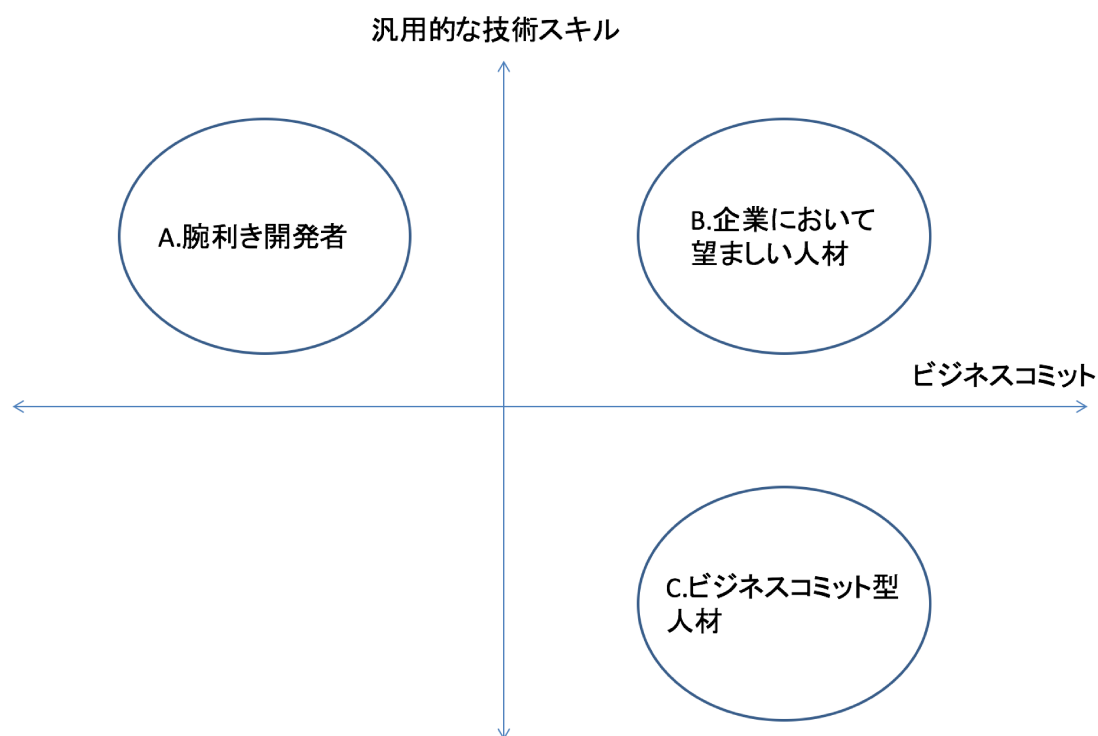 汎用的な技術スキル
A.腕利き開発者
B.企業において
望ましい人材
ビジネスコミット
C.ビジネスコミット型
人材